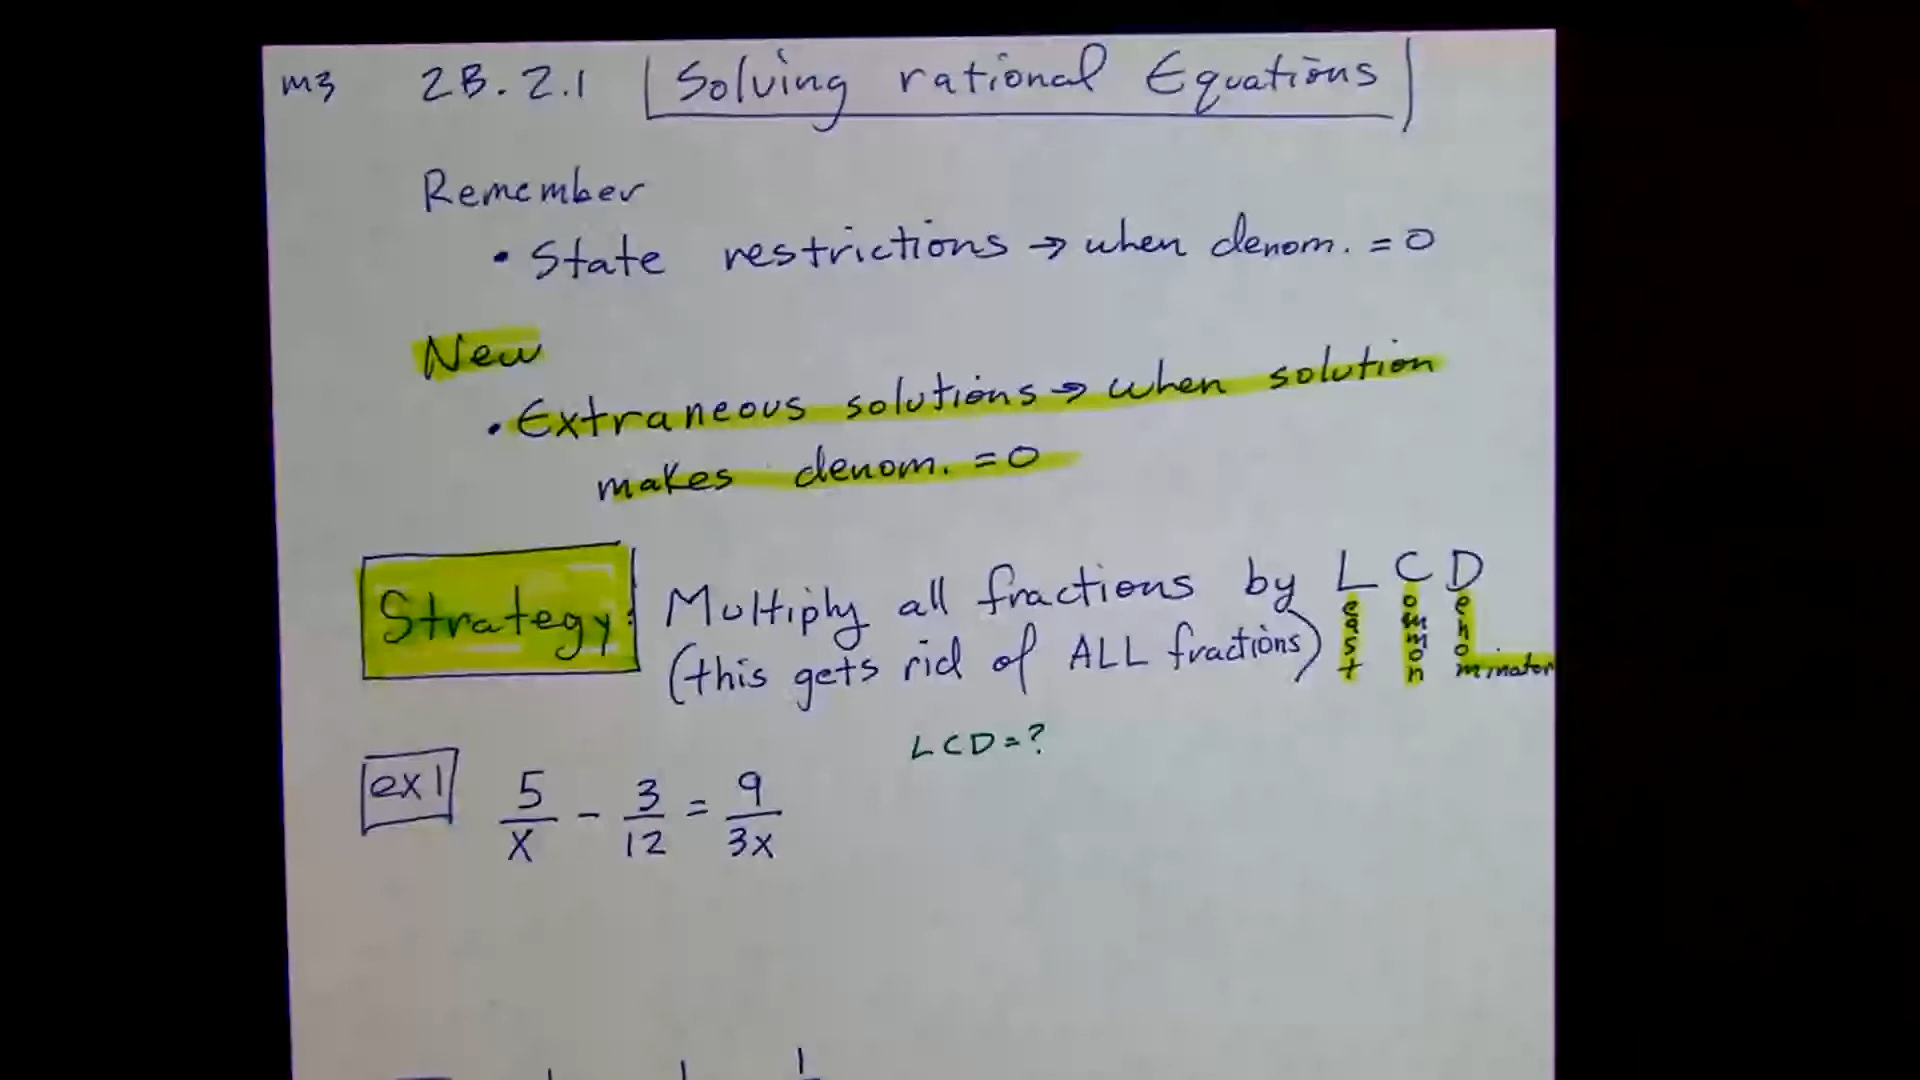 m3 2B.2.1 Solving rational Equations
Remember
• State restrictions → when denom. = 0
New
• Extraneous solutions → when solution
makes denom. = 0
Strategy: Multiply all fractions by LCD
(this gets rid of ALL fractions)
Least Common Denominator
LCD = ?
ex1 5/x - 3/12 = 9/3x